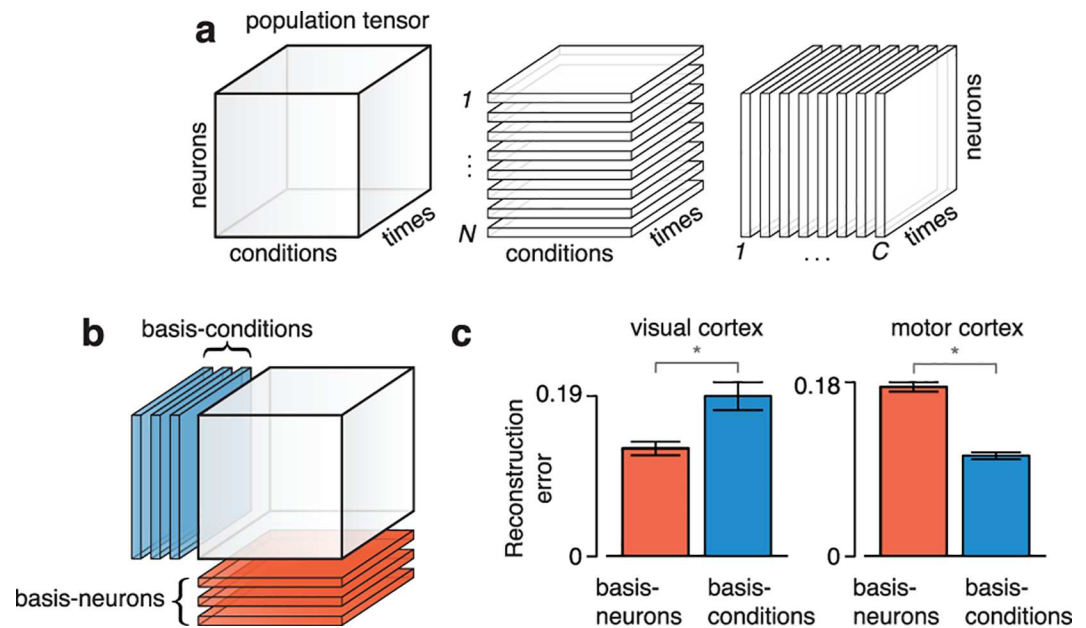 a
population tensor
neurons
conditions
times
1
⋮
N
conditions
times
neurons
1
...
C
times
b
basis-conditions
basis-neurons
c
visual cortex
motor cortex
*
*
Reconstruction
error
0.19
0
0.18
0
basis-
neurons
basis-
conditions
basis-
neurons
basis-
conditions